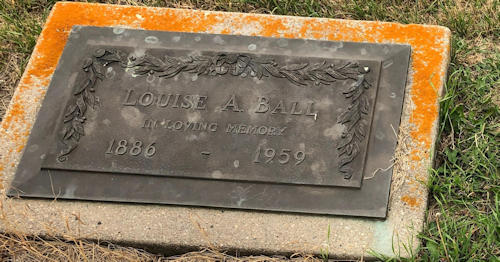 LOUISE A. BALL
IN LOVING MEMORY
1886 - 1959